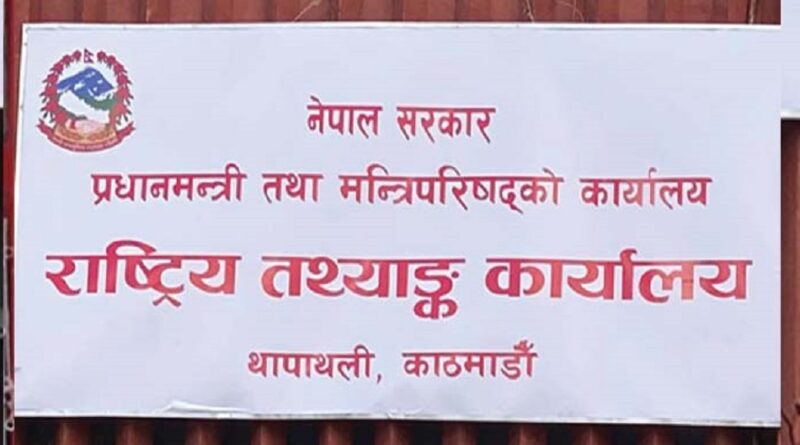 नेपाल सरकार
प्रधानमन्त्री तथा मन्त्रिपरिषद्को कार्यालय
राष्ट्रिय तथ्याङ्क कार्यालय
थापाथली, काठमाडौँ